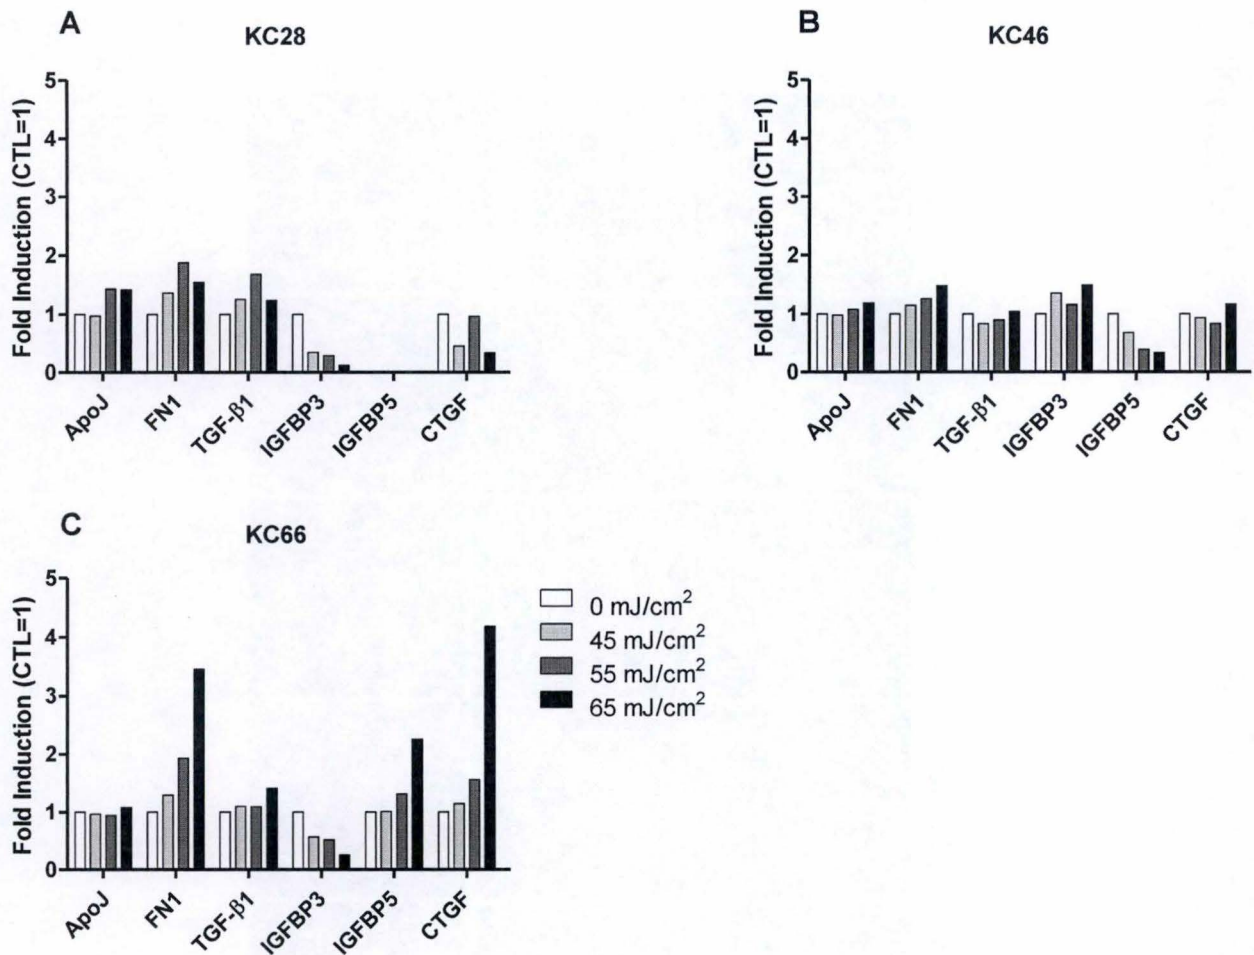 A
KC28
Fold Induction (CTL=1)
5
4
3
2
1
0
ApoJ
FN1
TGF-β1
IGFBP3
IGFBP5
CTGF
B
KC46
Fold Induction (CTL=1)
5
4
3
2
1
0
ApoJ
FN1
TGF-β1
IGFBP3
IGFBP5
CTGF
C
KC66
Fold Induction (CTL=1)
5
4
3
2
1
0
ApoJ
FN1
TGF-β1
IGFBP3
IGFBP5
CTGF
0 mJ/cm²
45 mJ/cm²
55 mJ/cm²
65 mJ/cm²